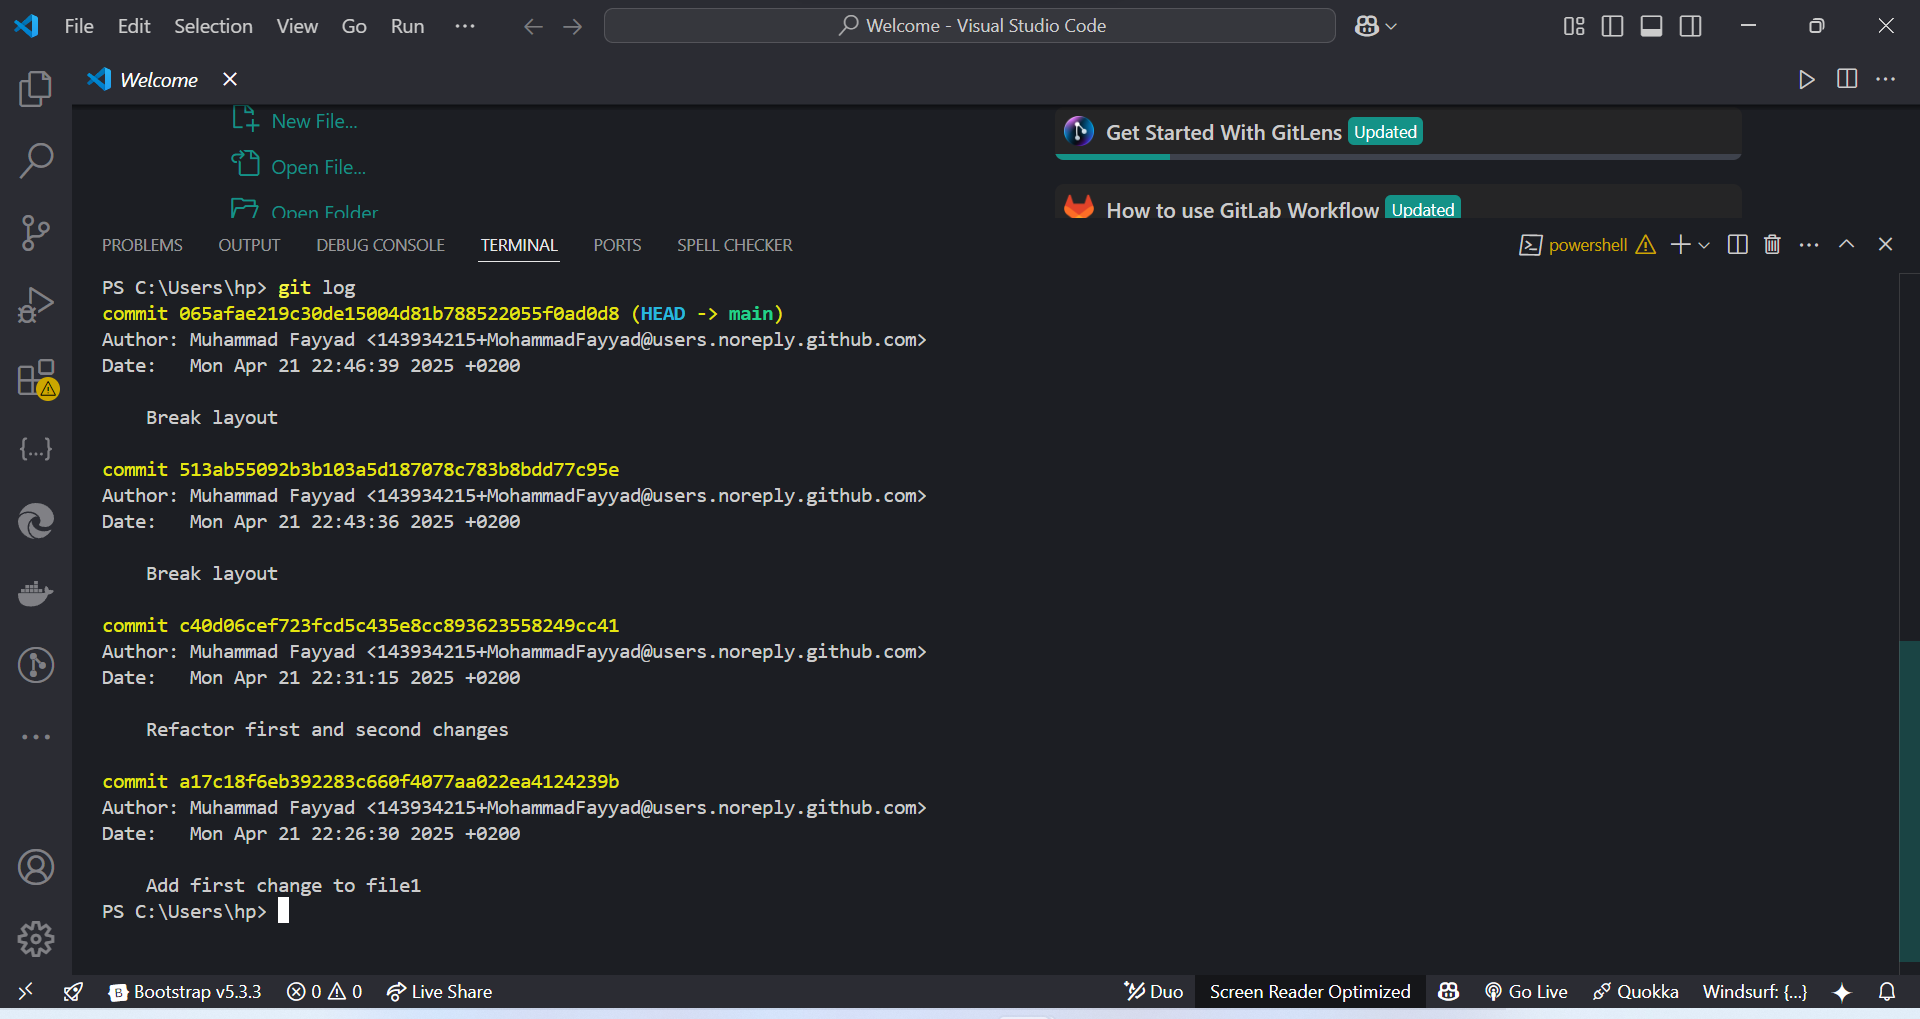 File Edit Selection View Go Run ···
Welcome - Visual Studio Code
Welcome
New File...
Open File...
Open Folder
Get Started With GitLens Updated
How to use GitLab Workflow Updated
PROBLEMS OUTPUT DEBUG CONSOLE TERMINAL PORTS SPELL CHECKER
powershell
PS C:\Users\hp> git log
commit 065afae219c30de15004d81b788522055f0ad0d8 (HEAD -> main)
Author: Muhammad Fayyad <143934215+MohammadFayyad@users.noreply.github.com>
Date:   Mon Apr 21 22:46:39 2025 +0200
Break layout
commit 513ab55092b3b103a5d187078c783b8bdd77c95e
Author: Muhammad Fayyad <143934215+MohammadFayyad@users.noreply.github.com>
Date:   Mon Apr 21 22:43:36 2025 +0200
Break layout
commit c40d06cef723fcd5c435e8cc893623558249cc41
Author: Muhammad Fayyad <143934215+MohammadFayyad@users.noreply.github.com>
Date:   Mon Apr 21 22:31:15 2025 +0200
Refactor first and second changes
commit a17c18f6eb392283c660f4077aa022ea4124239b
Author: Muhammad Fayyad <143934215+MohammadFayyad@users.noreply.github.com>
Date:   Mon Apr 21 22:26:30 2025 +0200
Add first change to file1
PS C:\Users\hp>
B Bootstrap v5.3.3 0 0 Live Share Duo Screen Reader Optimized Go Live Quokka Windsurf: {...}